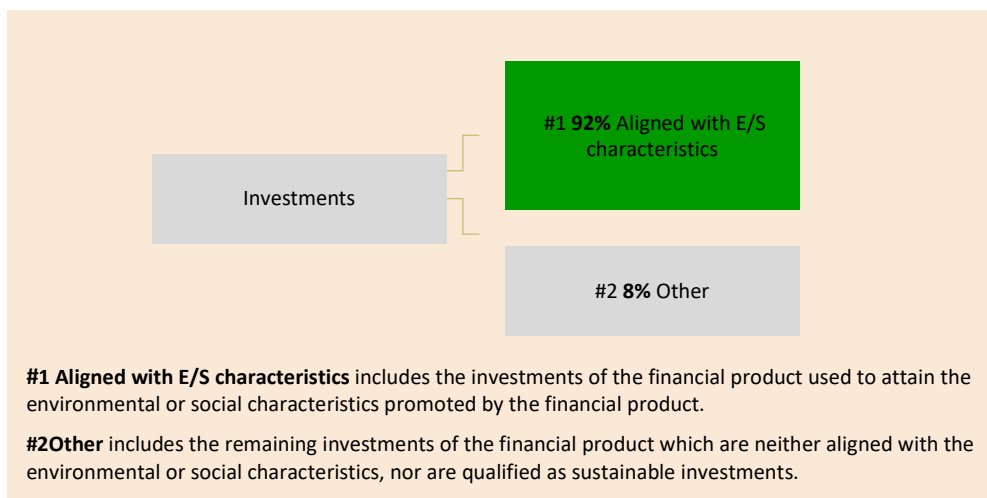 #1 92% Aligned with E/S
characteristics
Investments
#2 8% Other
#1 Aligned with E/S characteristics includes the investments of the financial product used to attain the
environmental or social characteristics promoted by the financial product.
#2Other includes the remaining investments of the financial product which are neither aligned with the
environmental or social characteristics, nor are qualified as sustainable investments.